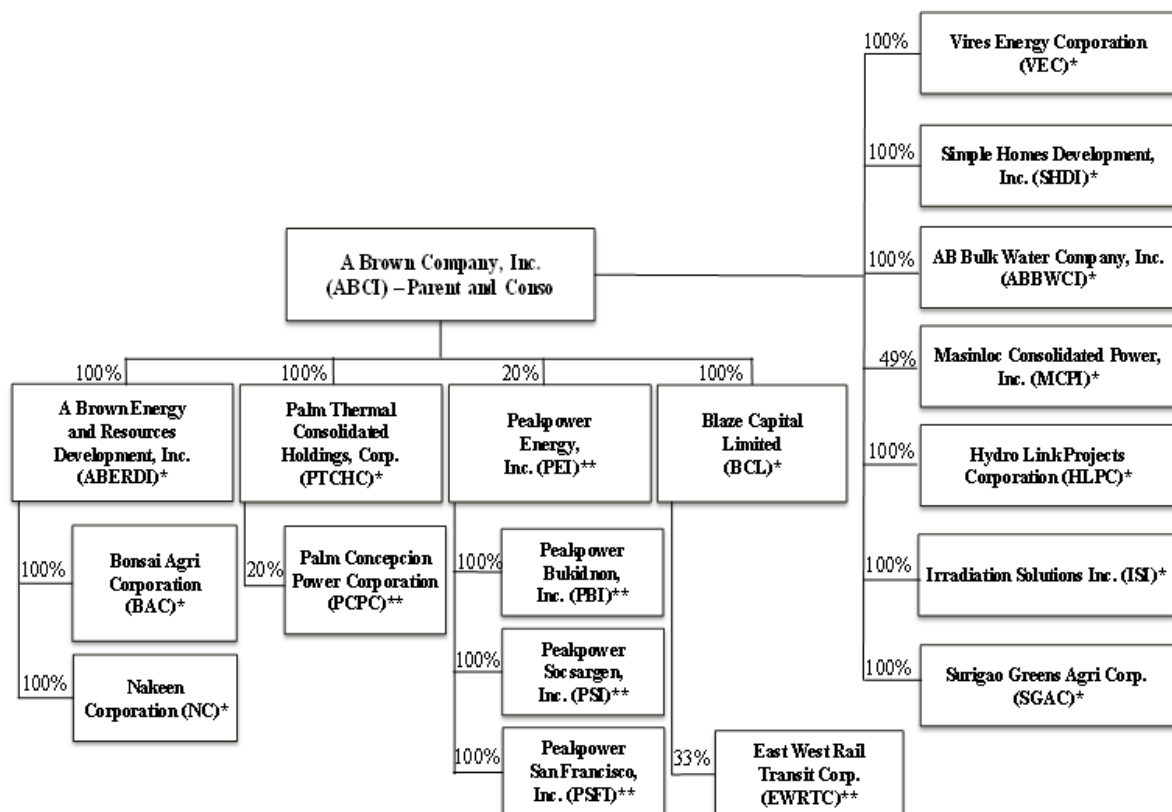 100%
Vires Energy Corporation
(VEC)*
100%
Simple Homes Development,
Inc. (SHDI)*
A Brown Company, Inc.
(ABCI) – Parent and Conso
100%
AB Bulk Water Company, Inc.
(ABBWCI)*
49%
Masinloc Consolidated Power,
Inc. (MCPI)*
100%
Hydro Link Projects
Corporation (HLPC)*
100%
Irradiation Solutions Inc. (ISI)*
100%
Surigao Greens Agri Corp.
(SGAC)*
100%
A Brown Energy
and Resources
Development, Inc.
(ABERDI)*
100%
Palm Thermal
Consolidated
Holdings, Corp.
(PTCHC)*
20%
Peakpower
Energy,
Inc. (PEI)**
100%
Blaze Capital
Limited
(BCL)*
100%
Bonsai Agri
Corporation
(BAC)*
100%
Nakeen
Corporation (NC)*
20%
Palm Concepcion
Power Corporation
(PCPC)**
100%
Peakpower
Bukidnon,
Inc. (PBI)**
100%
Peakpower
Socsargen,
Inc. (PSI)**
100%
Peakpower
San Francisco,
Inc. (PSFI)**
33%
East West Rail
Transit Corp.
(EWRTC)**